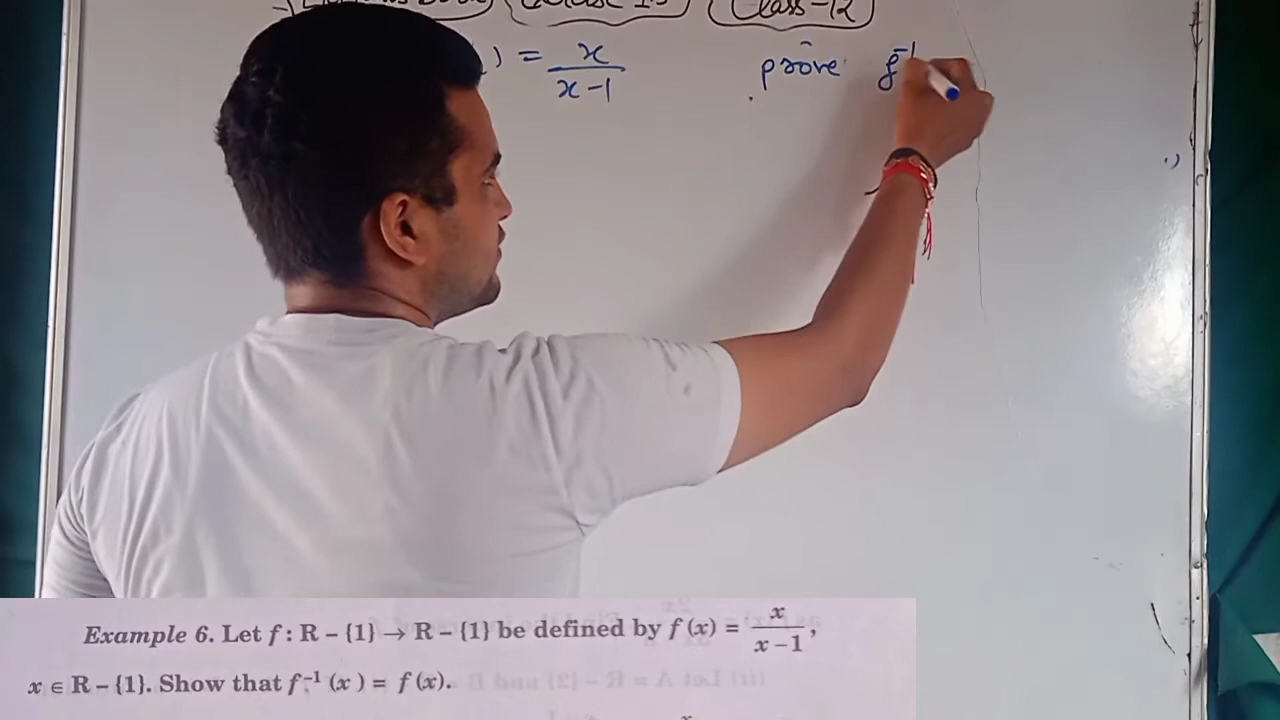 Class-12
) = x/(x-1) prove f⁻¹
Example 6. Let f : R – {1} → R – {1} be defined by f (x) = x/(x – 1),
x ∈ R – {1}. Show that f⁻¹ (x) = f (x).